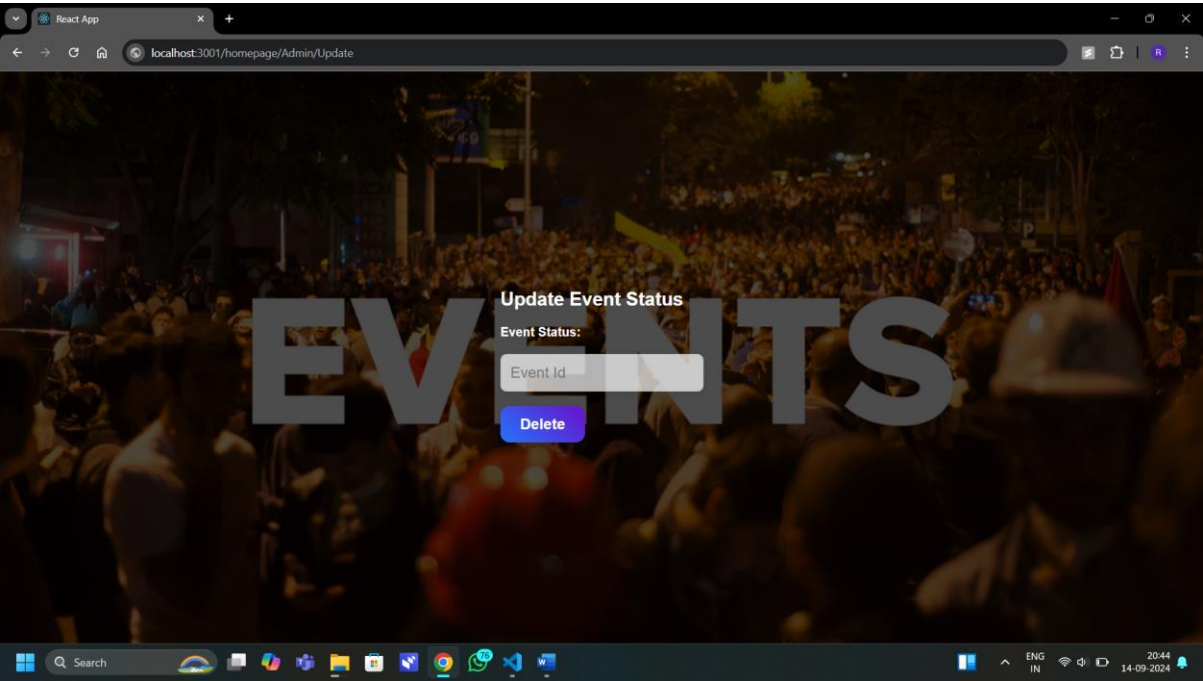 React App
localhost:3001/homepage/Admin/Update
R
P
EVENTS
Update Event Status
Event Status:
Event Id
Delete
Search
76
ENG
IN
20:44
14-09-2024